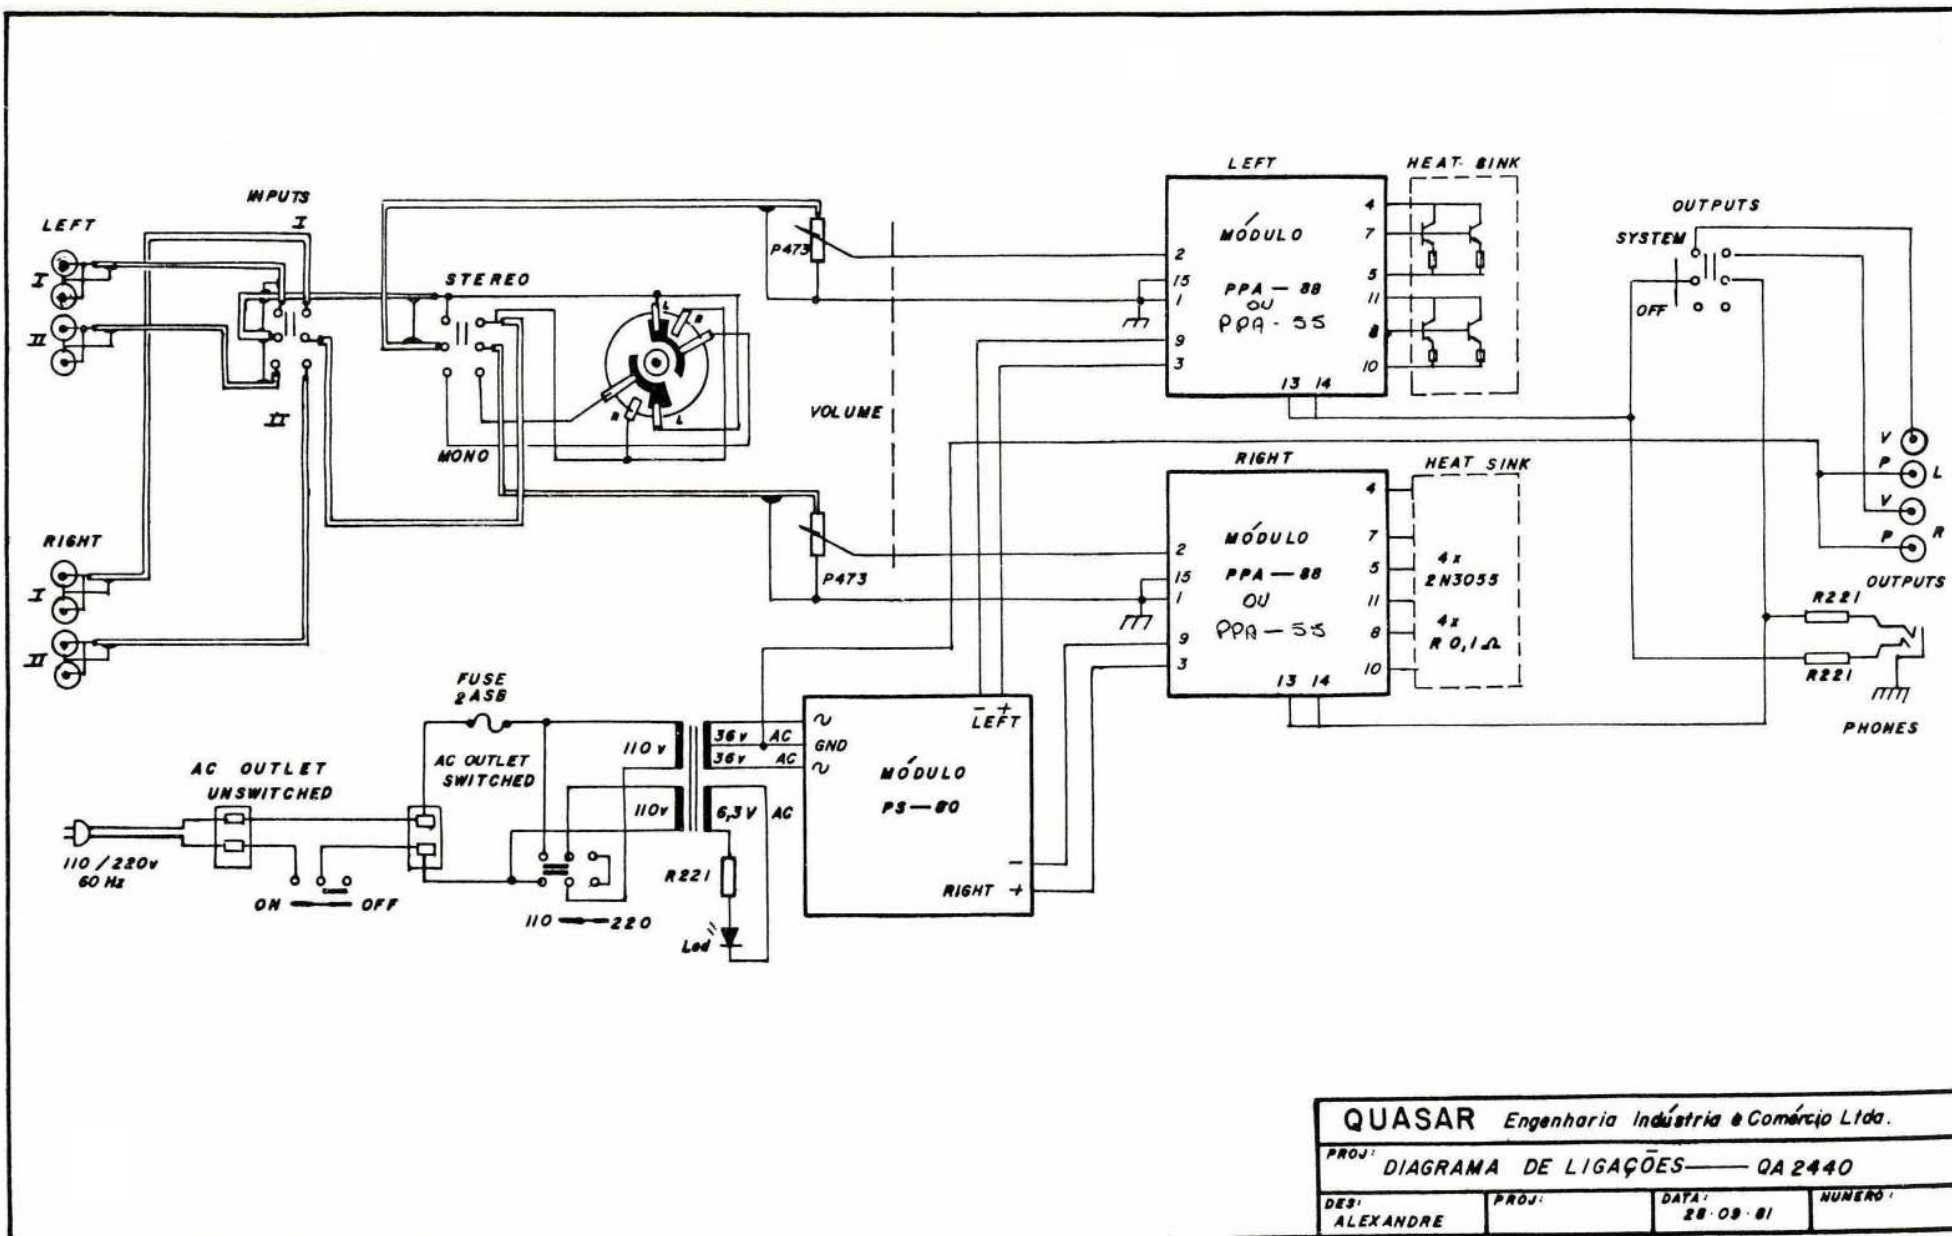 LEFT
HEAT SINK
INPUTS
I
LEFT
I
II
II
STEREO
MONO
L
R
R
L
P473
VOLUME
MÓDULO
PPA — 88
OU
PPA - 55
2
15
1
9
3
4
7
5
11
8
10
13 14
OUTPUTS
SYSTEM
OFF
V
P
L
V
P
R
OUTPUTS
RIGHT
HEAT SINK
RIGHT
I
II
P473
MÓDULO
PPA — 88
OU
PPA — 55
2
15
1
9
3
4
7
5
11
8
10
13 14
4x
2N3055
4x
R 0,1 Ω
R221
R221
PHONES
FUSE
2 ASB
AC OUTLET
SWITCHED
AC OUTLET
UNSWITCHED
110 / 220v
60 Hz
ON OFF
110v
110v
36v AC
36v AC
6,3V AC
110 220
R221
Led
∿
GND
∿
- +
LEFT
MÓDULO
PS — 80
-
RIGHT +
QUASAR Engenharia Indústria e Comércio Ltda.
PROJ: DIAGRAMA DE LIGAÇÕES — QA 2440
DES: ALEXANDRE
PROJ:
DATA: 28·09·81
NUMERO: